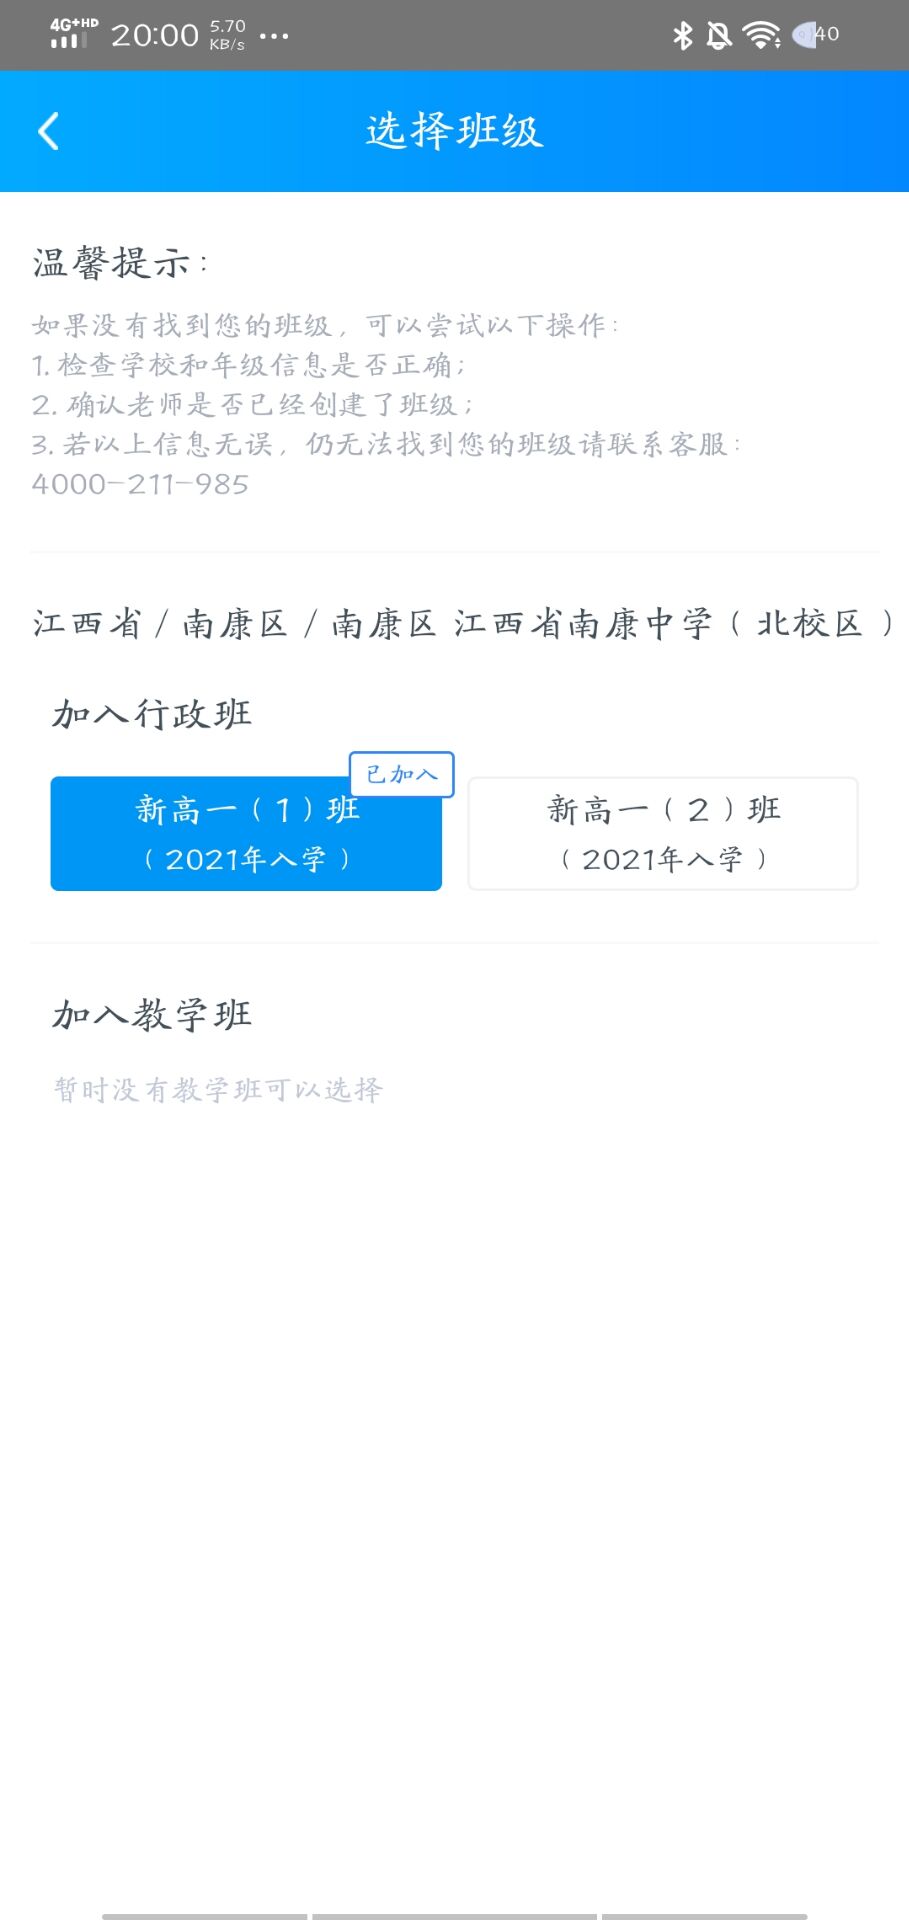 4G+HD 20:00 5.70 KB/s ... 40
选择班级
温馨提示：
如果没有找到您的班级，可以尝试以下操作：
1. 检查学校和年级信息是否正确；
2. 确认老师是否已经创建了班级；
3. 若以上信息无误，仍无法找到您的班级请联系客服：
4000-211-985
江西省 / 南康区 / 南康区 江西省南康中学（北校区）
加入行政班
已加入
新高一（1）班
（2021年入学）
新高一（2）班
（2021年入学）
加入教学班
暂时没有教学班可以选择